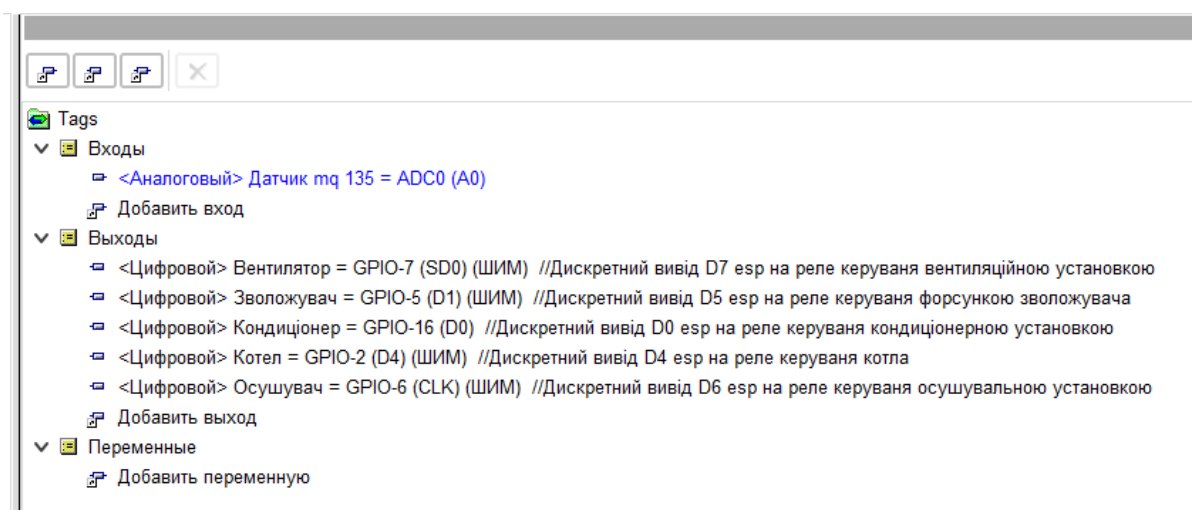 Tags
Входы
<Аналоговый> Датчик mq 135 = ADC0 (A0)
Добавить вход
Выходы
<Цифровой> Вентилятор = GPIO-7 (SD0) (ШИМ) //Дискретний вивід D7 esp на реле керуваня вентиляційною установкою
<Цифровой> Зволожувач = GPIO-5 (D1) (ШИМ) //Дискретний вивід D5 esp на реле керуваня форсункою зволожувача
<Цифровой> Кондиціонер = GPIO-16 (D0) //Дискретний вивід D0 esp на реле керуваня кондиціонерною установкою
<Цифровой> Котел = GPIO-2 (D4) (ШИМ) //Дискретний вивід D4 esp на реле керуваня котла
<Цифровой> Осушувач = GPIO-6 (CLK) (ШИМ) //Дискретний вивід D6 esp на реле керуваня осушувальною установкою
Добавить выход
Переменные
Добавить переменную